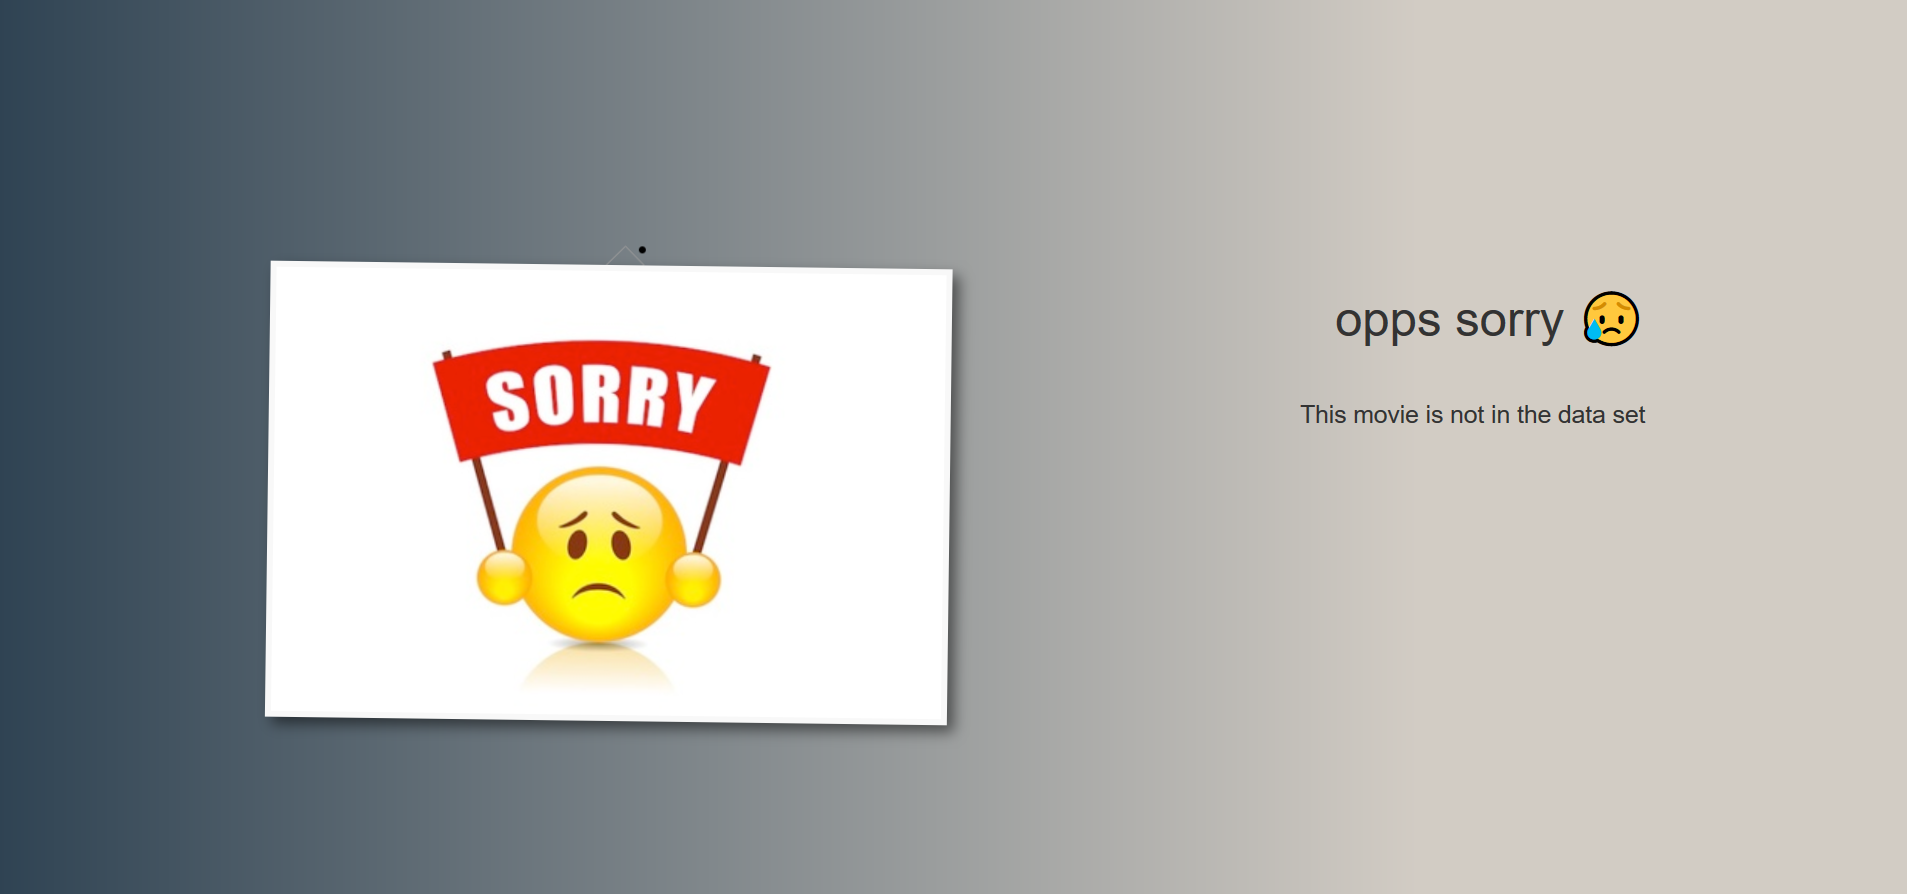 SORRY
opps sorry 😥
This movie is not in the data set